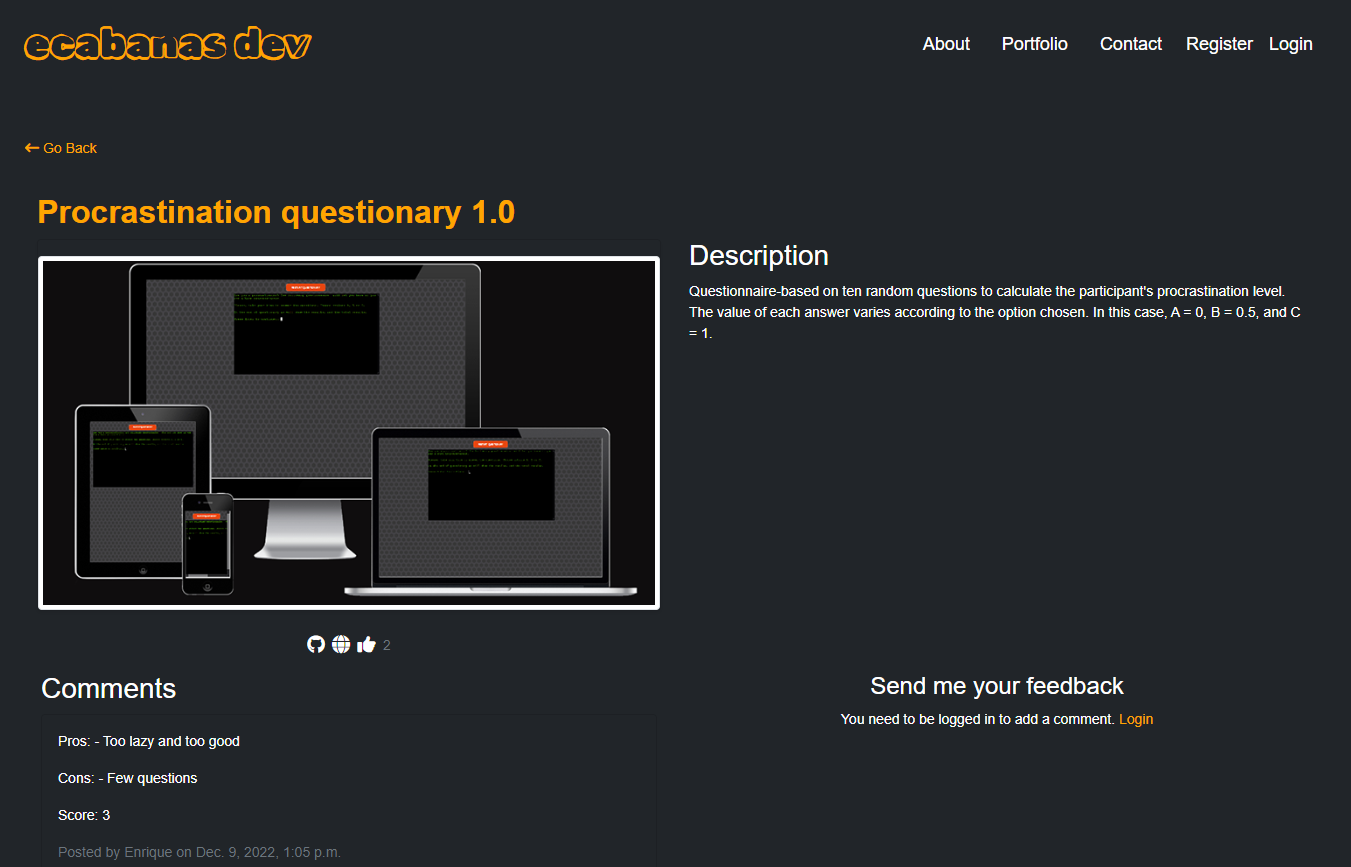 ecabanas dev
About Portfolio Contact Register Login
Go Back
Procrastination questionary 1.0
Description
Questionnaire-based on ten random questions to calculate the participant's procrastination level.
The value of each answer varies according to the option chosen. In this case, A = 0, B = 0.5, and C
= 1.
2
Comments
Send me your feedback
You need to be logged in to add a comment. Login
Pros: - Too lazy and too good
Cons: - Few questions
Score: 3
Posted by Enrique on Dec. 9, 2022, 1:05 p.m.